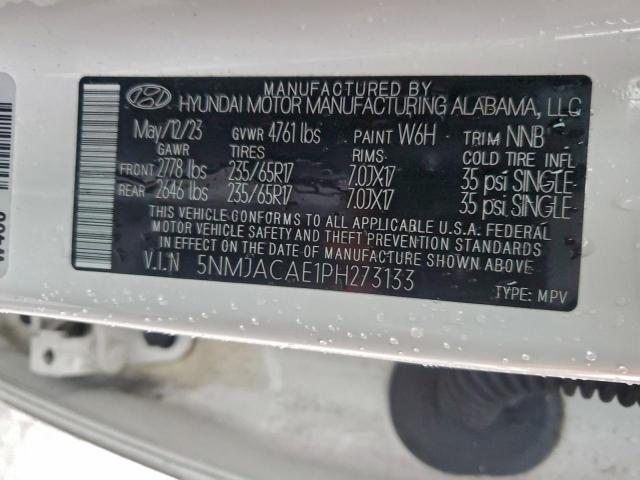 MANUFACTURED BY
HYUNDAI MOTOR MANUFACTURING ALABAMA, LLC
May/12/23 GVWR 4761 lbs PAINT W6H TRIM NNB
GAWR TIRES RIMS COLD TIRE INFL
FRONT 2778 lbs 235/65R17 7.0JX17 35 psi SINGLE
REAR 2646 lbs 235/65R17 7.0JX17 35 psi SINGLE
THIS VEHICLE CONFORMS TO ALL APPLICABLE U.S.A. FEDERAL
MOTOR VEHICLE SAFETY AND THEFT PREVENTION STANDARDS
IN EFFECT ON THE DATE OF MANUFACTURE SHOWN ABOVE.
V.I.N 5NMJACAE1PH273133
TYPE: MPV